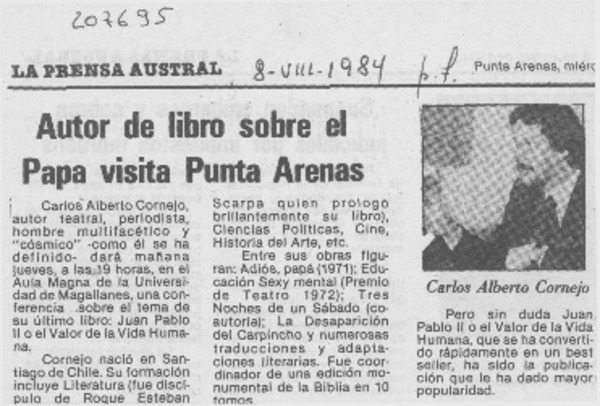 207695
LA PRENSA AUSTRAL
8-VIII-1984
p.f.
Punta Arenas, miérc
Autor de libro sobre el
Papa visita Punta Arenas
Carlos Alberto Cornejo,
autor teatral, periodista,
hombre multifacético y
"cósmico" -como él se ha
definido- dará mañana
jueves, a las 19 horas, en el
Aula Magna de la Universi-
dad de Magallanes, una con-
ferencia sobre el tema de
su último libro: Juan Pablo
II o el Valor de la Vida Huma-
na.
Cornejo nació en San-
tiago de Chile. Su formación
incluye Literatura (fue discí-
pulo de Roque Esteban
Scarpa quien prologó
brillantemente su libro),
Ciencias Políticas, Cine,
Historia del Arte, etc.
Entre sus obras figu-
ran: Adiós, papá (1971); Edu-
cación Sexy mental (Premio
de Teatro 1972); Tres
Noches de un Sábado (co-
autoría); La Desaparición
del Carpincho y numerosas
traducciones y adapta-
ciones literarias. Fue coor-
dinador de una edición mo-
numental de la Biblia en 10
tomos.
Carlos Alberto Cornejo
Pero sin duda Juan
Pablo II o el Valor de la Vida
Humana, que se ha converti-
do rápidamente en un best
seller, ha sido la publica-
ción que le ha dado mayor
popularidad.